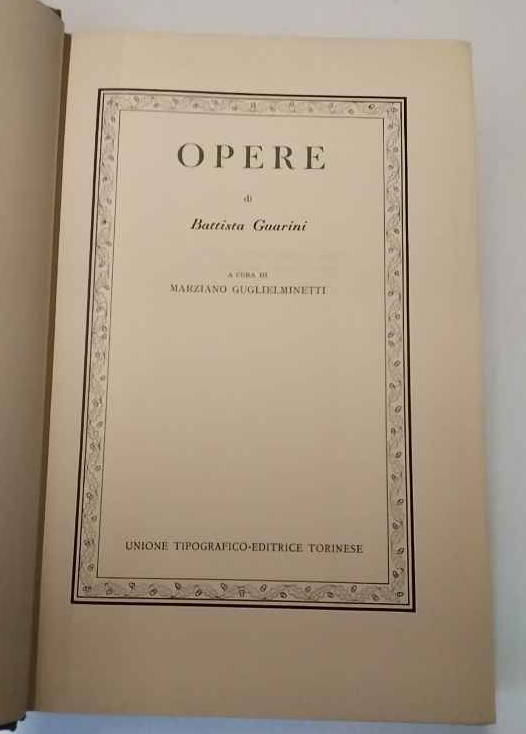 OPERE
di
Battista Guarini
A CURA DI
MARZIANO GUGLIELMINETTI
UNIONE TIPOGRAFICO-EDITRICE TORINESE